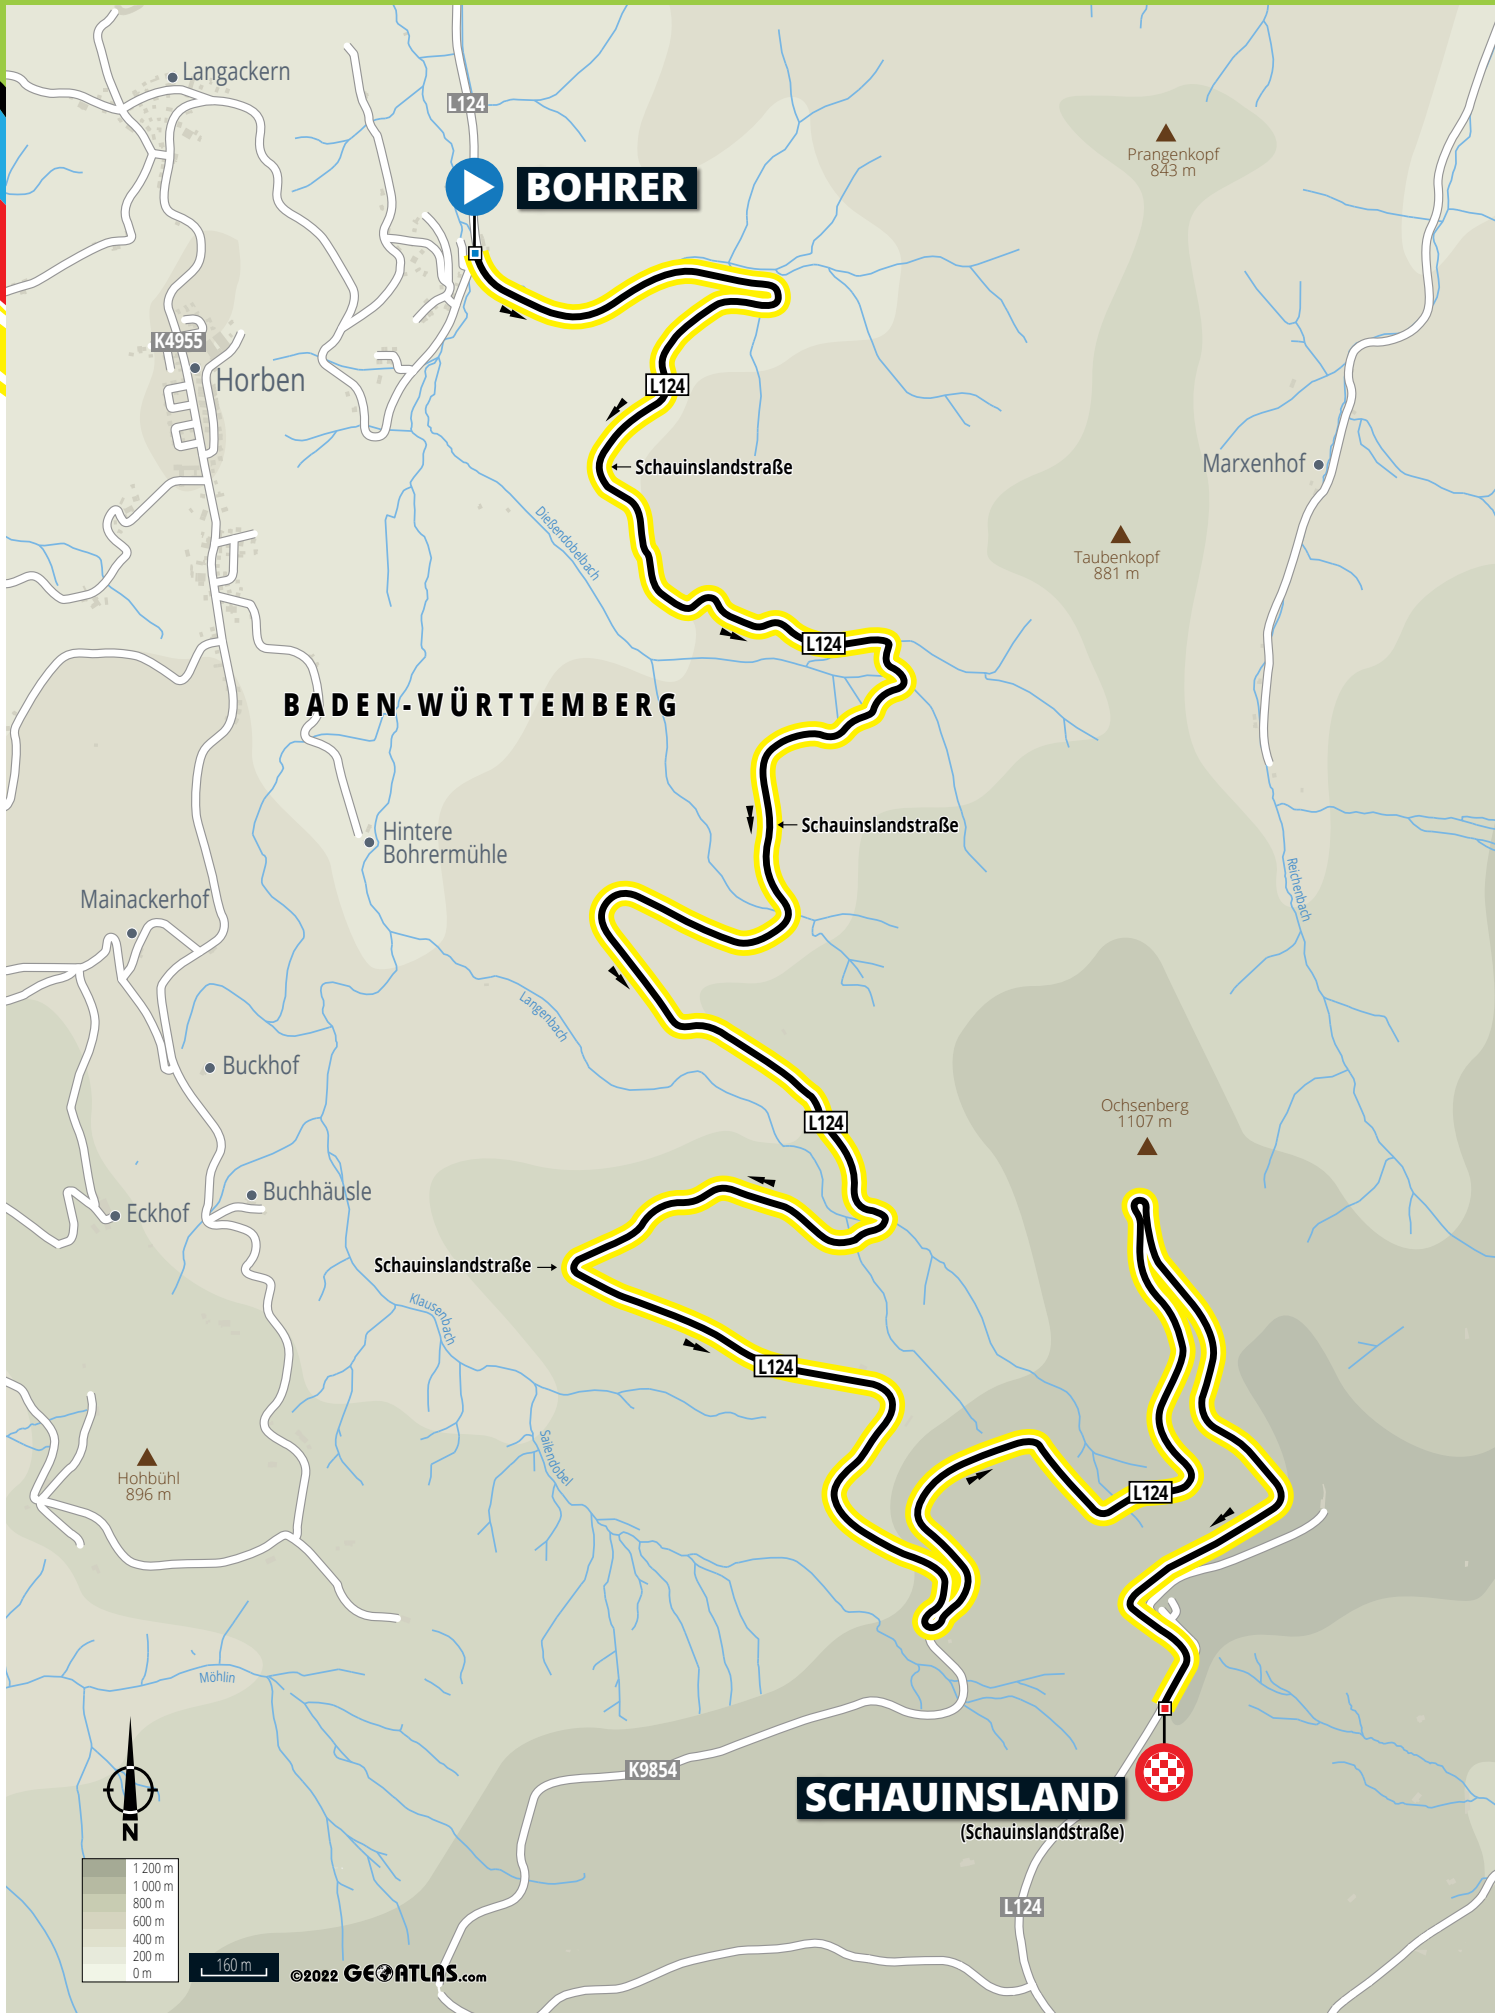 Langackern
L124
BOHRER
Prangenkopf
843 m
K4955
Horben
L124
Schauinslandstraße
Marxenhof
Dießendobelbach
Taubenkopf
881 m
L124
BADEN-WÜRTTEMBERG
Hintere
Bohrermühle
Schauinslandstraße
Reichenbach
Mainackerhof
Langenbach
Buckhof
Ochsenberg
1107 m
L124
Buchhäusle
Eckhof
Schauinslandstraße
Klausenbach
L124
Sailendobel
Hohbühl
896 m
L124
Möhlin
K9854
SCHAUINSLAND
(Schauinslandstraße)
N
L124
1 200 m
1 000 m
800 m
600 m
400 m
200 m
0 m
160 m
©2022 GEOATLAS.com